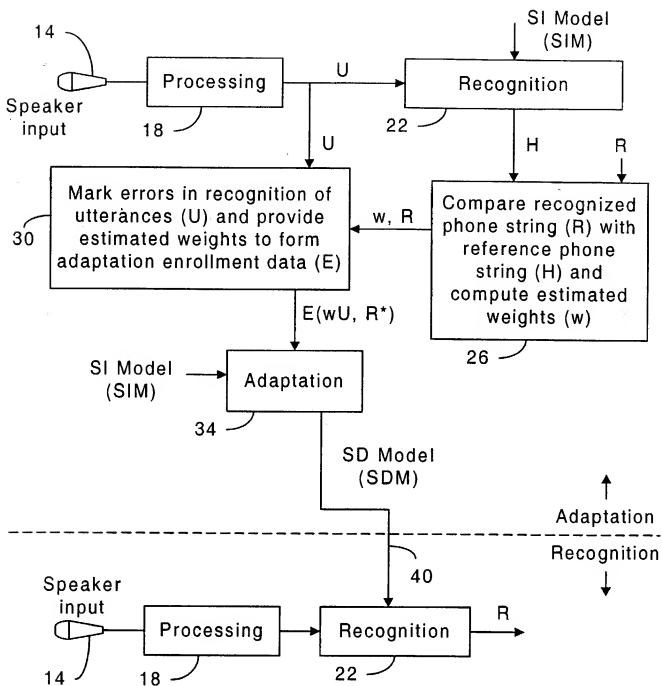 14
Speaker
input
Processing
18
U
U
SI Model
(SIM)
Recognition
22
H
R
Compare recognized
phone string (R) with
reference phone
string (H) and
compute estimated
weights (w)
26
w, R
Mark errors in recognition of
utterances (U) and provide
estimated weights to form
adaptation enrollment data (E)
30
E(wU, R*)
SI Model
(SIM)
Adaptation
34
SD Model
(SDM)
Adaptation
Recognition
40
Speaker
input
14
Processing
18
Recognition
22
R